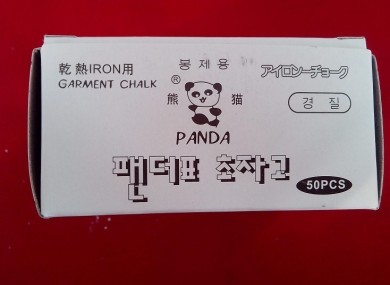 乾熱IRON用
GARMENT CHALK
봉제용
アイロンーチョーク
®
熊 猫
PANDA
경 질
팬더표 초자고
50PCS